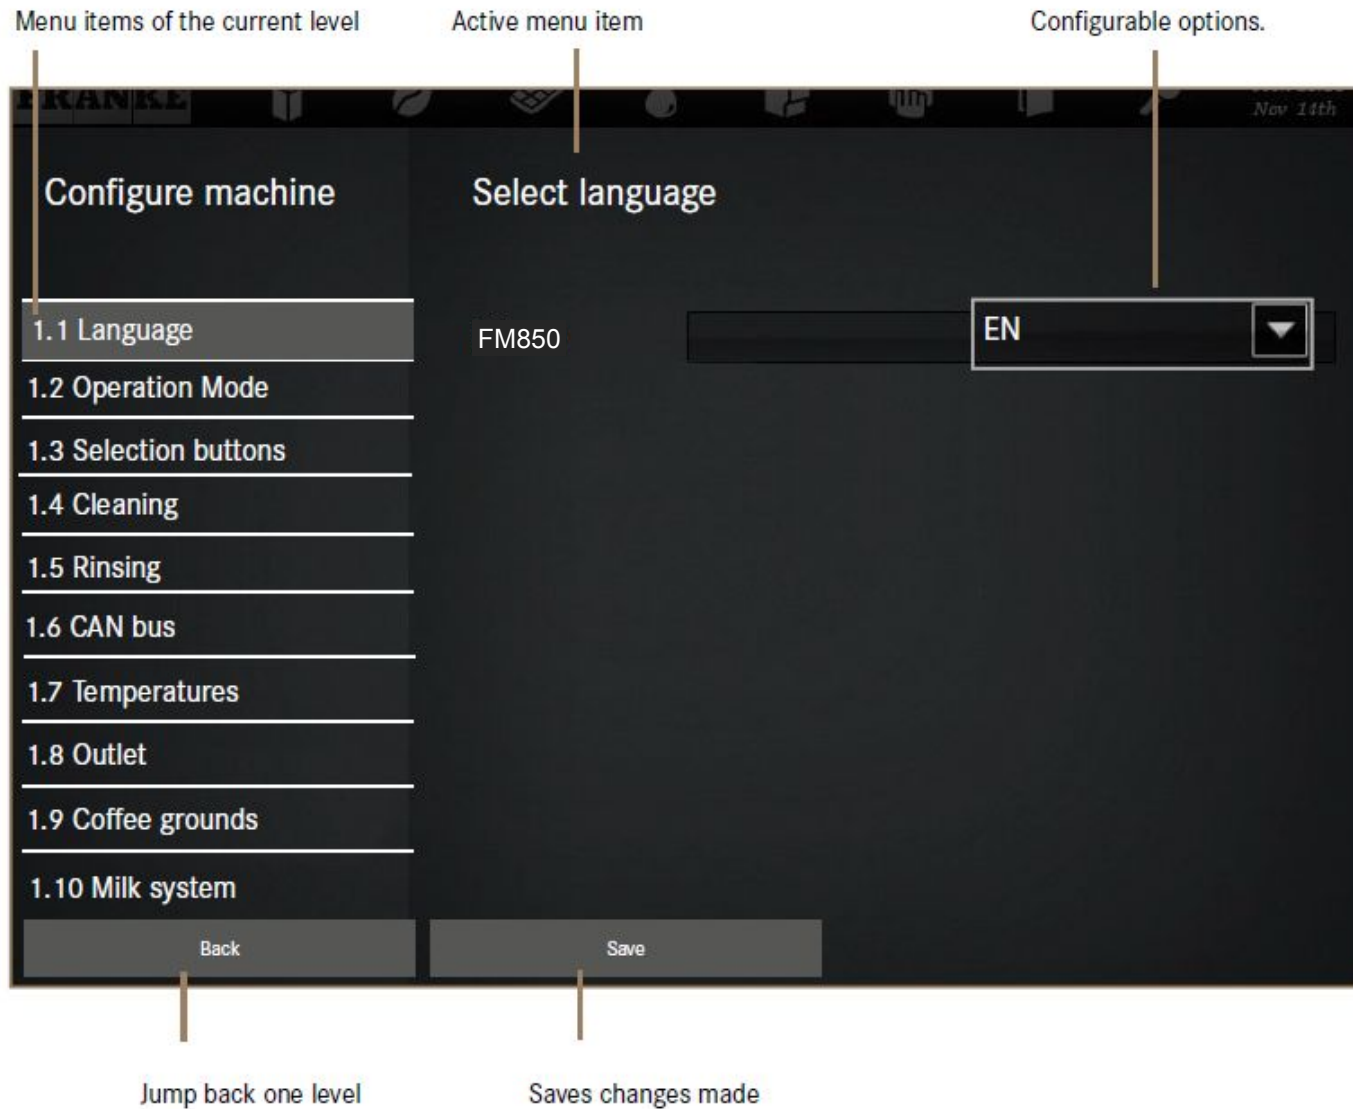 Menu items of the current level
Active menu item
Configurable options.
FRANKE
Nov 14th
Configure machine
Select language
1.1 Language
FM850
EN
1.2 Operation Mode
1.3 Selection buttons
1.4 Cleaning
1.5 Rinsing
1.6 CAN bus
1.7 Temperatures
1.8 Outlet
1.9 Coffee grounds
1.10 Milk system
Back
Save
Jump back one level
Saves changes made